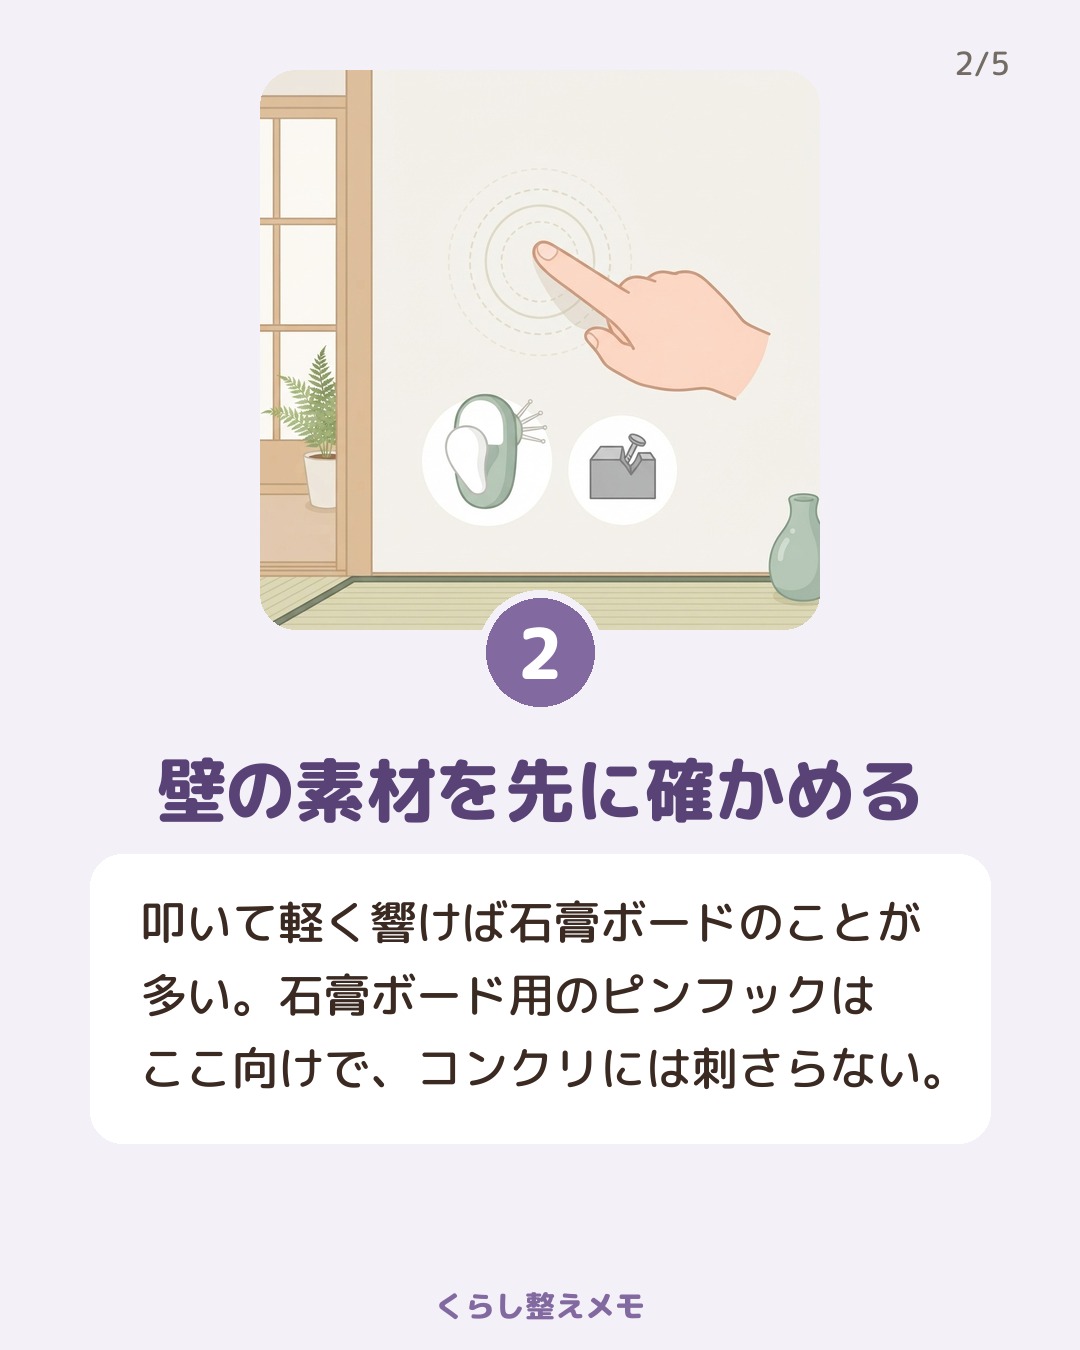 2/5
2
壁の素材を先に確かめる
叩いて軽く響けば石膏ボードのことが
多い。石膏ボード用のピンフックは
ここ向けで、コンクリには刺さらない。
くらし整えメモ